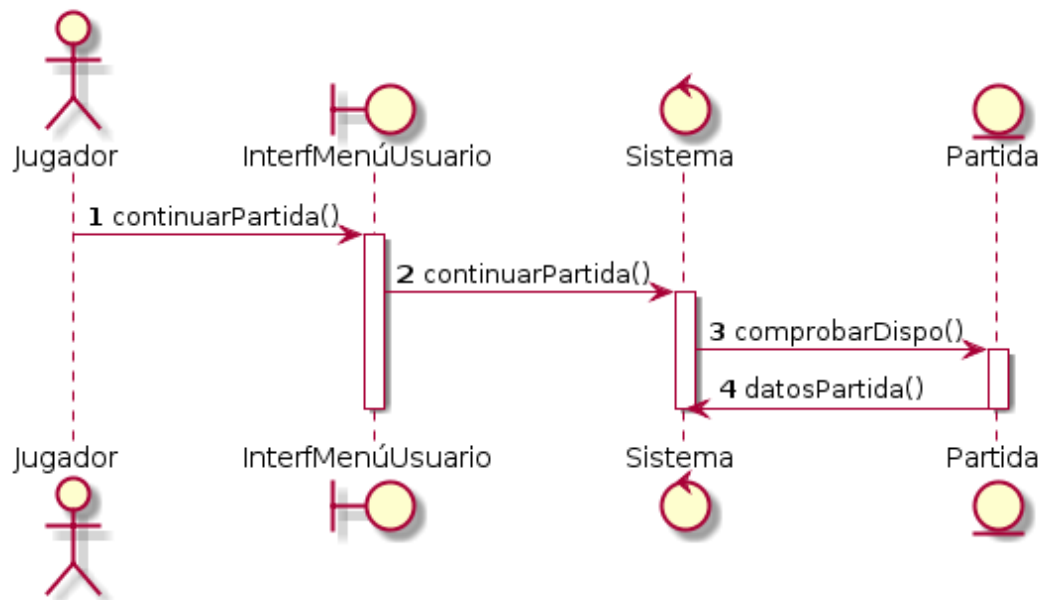 Jugador InterfMenúUsuario Sistema Partida
1 continuarPartida()
2 continuarPartida()
3 comprobarDispo()
4 datosPartida()
Jugador InterfMenúUsuario Sistema Partida